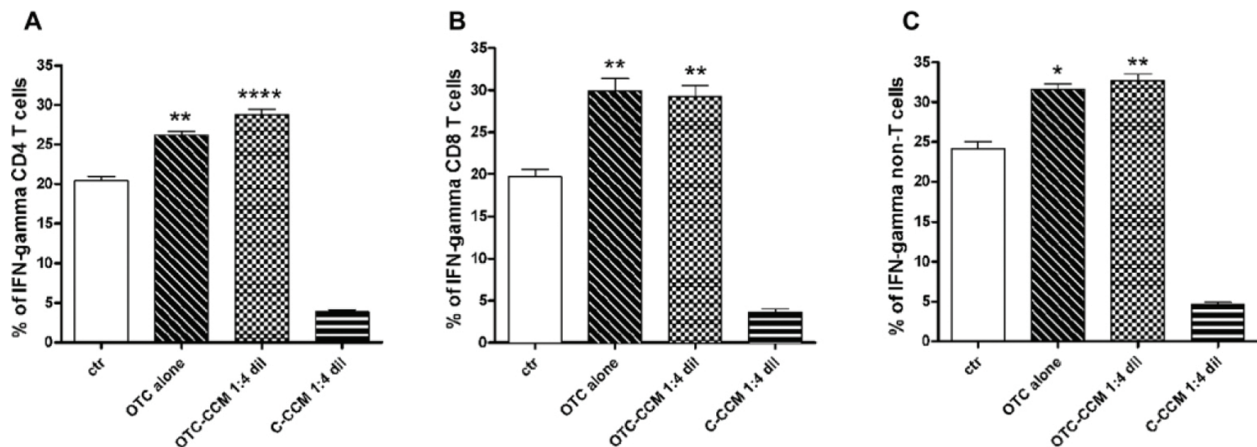 A
% of IFN-gamma CD4 T cells
35
30
25
20
15
10
5
0
**
****
ctr
OTC alone
OTC-CCM 1:4 dil
C-CCM 1:4 dil
B
% of IFN-gamma CD8 T cells
35
30
25
20
15
10
5
0
**
**
ctr
OTC alone
OTC-CCM 1:4 dil
C-CCM 1:4 dil
C
% of IFN-gamma non-T cells
35
30
25
20
15
10
5
0
*
**
ctr
OTC alone
OTC-CCM 1:4 dil
C-CCM 1:4 dil